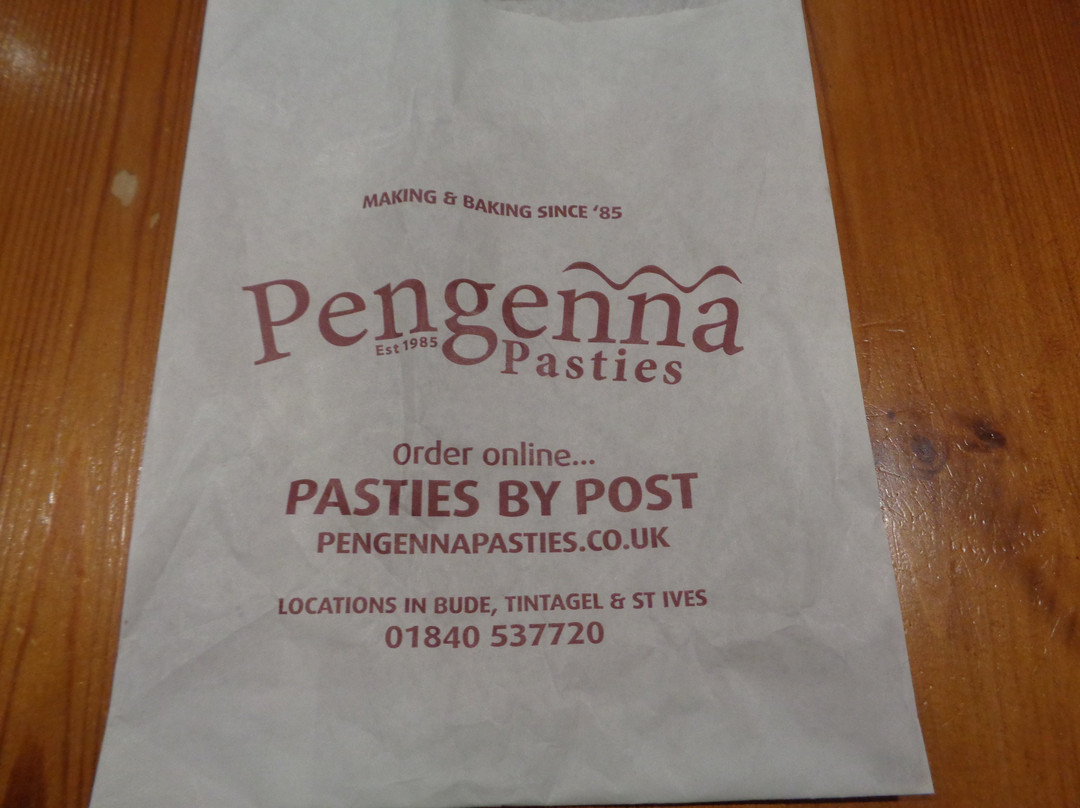 MAKING & BAKING SINCE ‘85
Pengenna
Est 1985
Pasties
Order online...
PASTIES BY POST
PENGENNAPASTIES.CO.UK
LOCATIONS IN BUDE, TINTAGEL & ST IVES
01840 537720